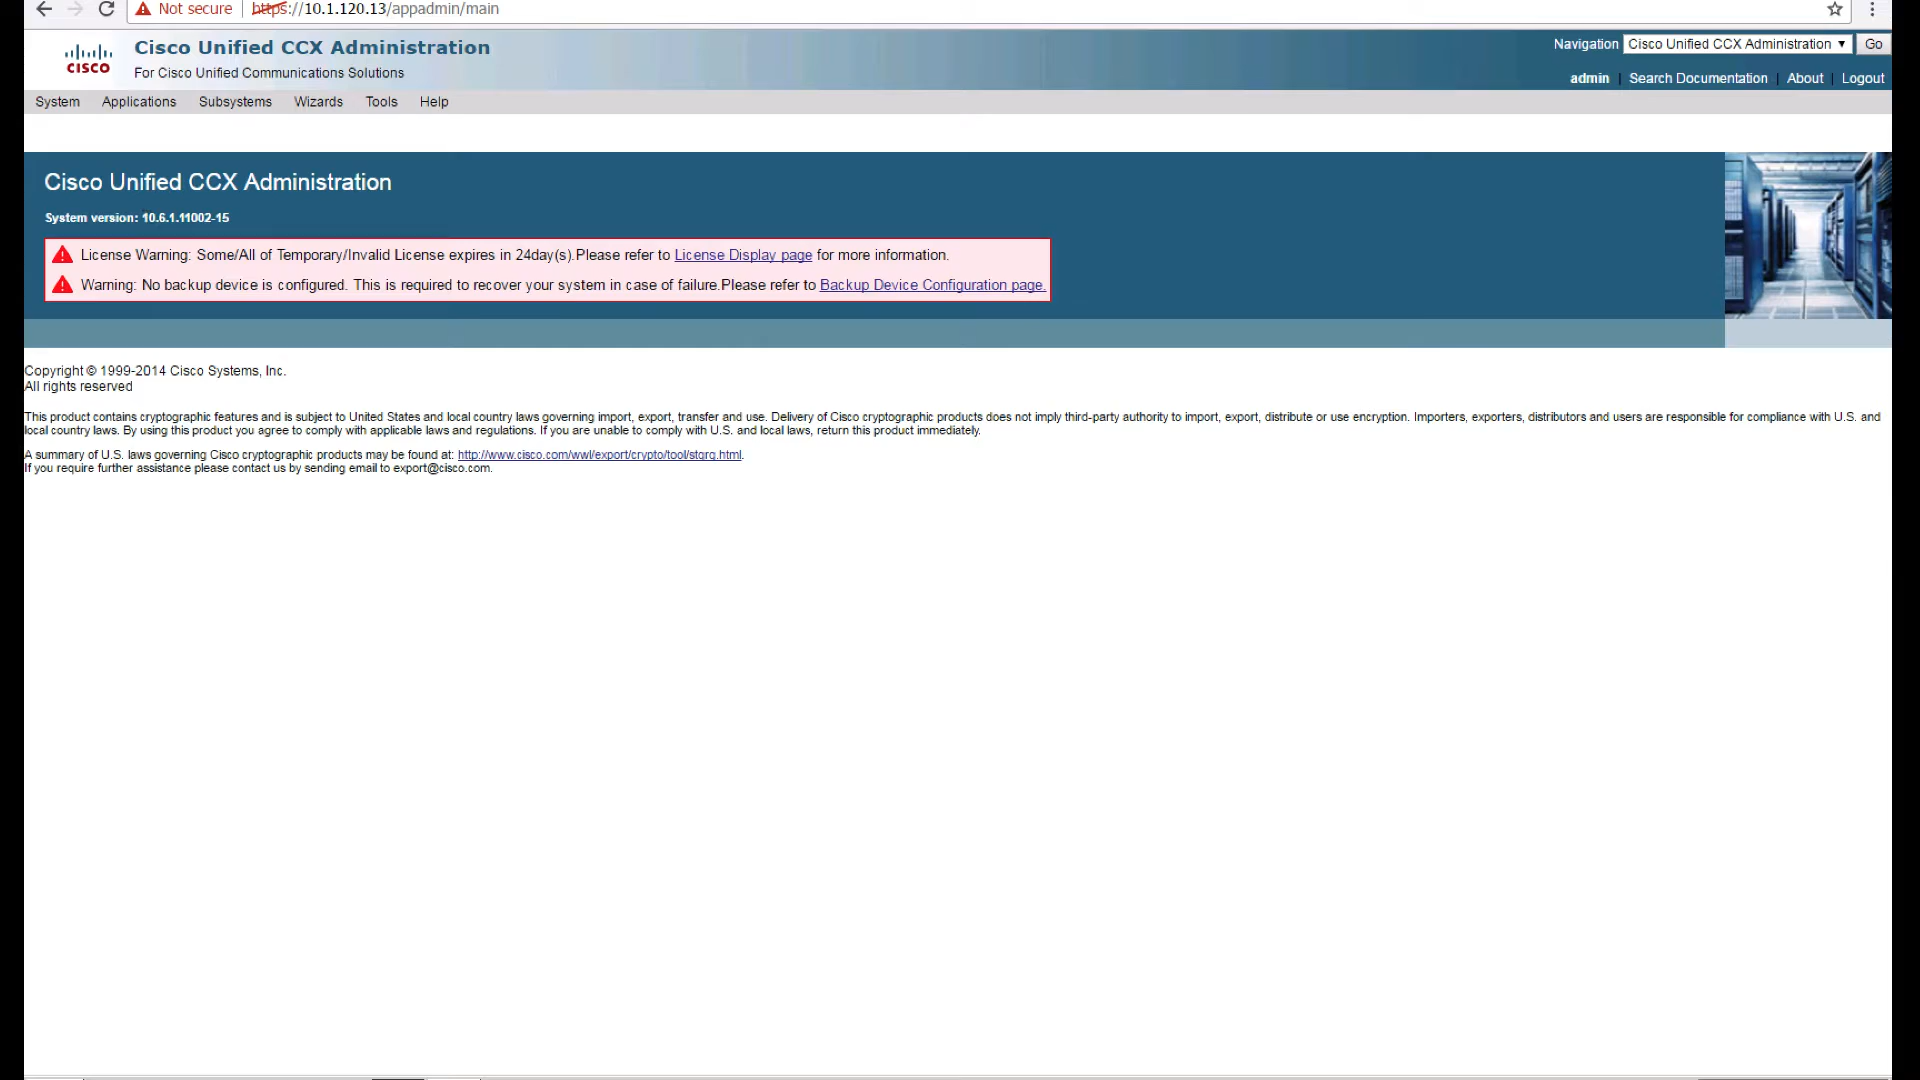 Not secure https://10.1.120.13/appadmin/main
Cisco Unified CCX Administration
For Cisco Unified Communications Solutions
CISCO
Navigation Cisco Unified CCX Administration Go
admin | Search Documentation | About | Logout
System Applications Subsystems Wizards Tools Help
Cisco Unified CCX Administration
System version: 10.6.1.11002-15
License Warning: Some/All of Temporary/Invalid License expires in 24day(s).Please refer to License Display page for more information.
Warning: No backup device is configured. This is required to recover your system in case of failure.Please refer to Backup Device Configuration page.
Copyright © 1999-2014 Cisco Systems, Inc.
All rights reserved
This product contains cryptographic features and is subject to United States and local country laws governing import, export, transfer and use. Delivery of Cisco cryptographic products does not imply third-party authority to import, export, distribute or use encryption. Importers, exporters, distributors and users are responsible for compliance with U.S. and
local country laws. By using this product you agree to comply with applicable laws and regulations. If you are unable to comply with U.S. and local laws, return this product immediately.
A summary of U.S. laws governing Cisco cryptographic products may be found at: http://www.cisco.com/wwl/export/crypto/tool/stqrg.html.
If you require further assistance please contact us by sending email to export@cisco.com.